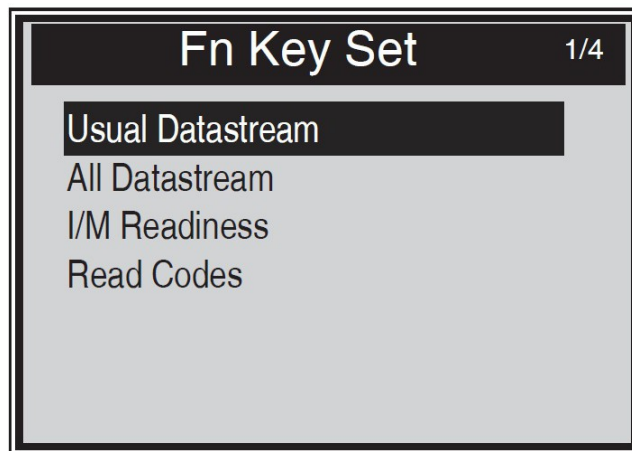 Fn Key Set 1/4
Usual Datastream
All Datastream
I/M Readiness
Read Codes